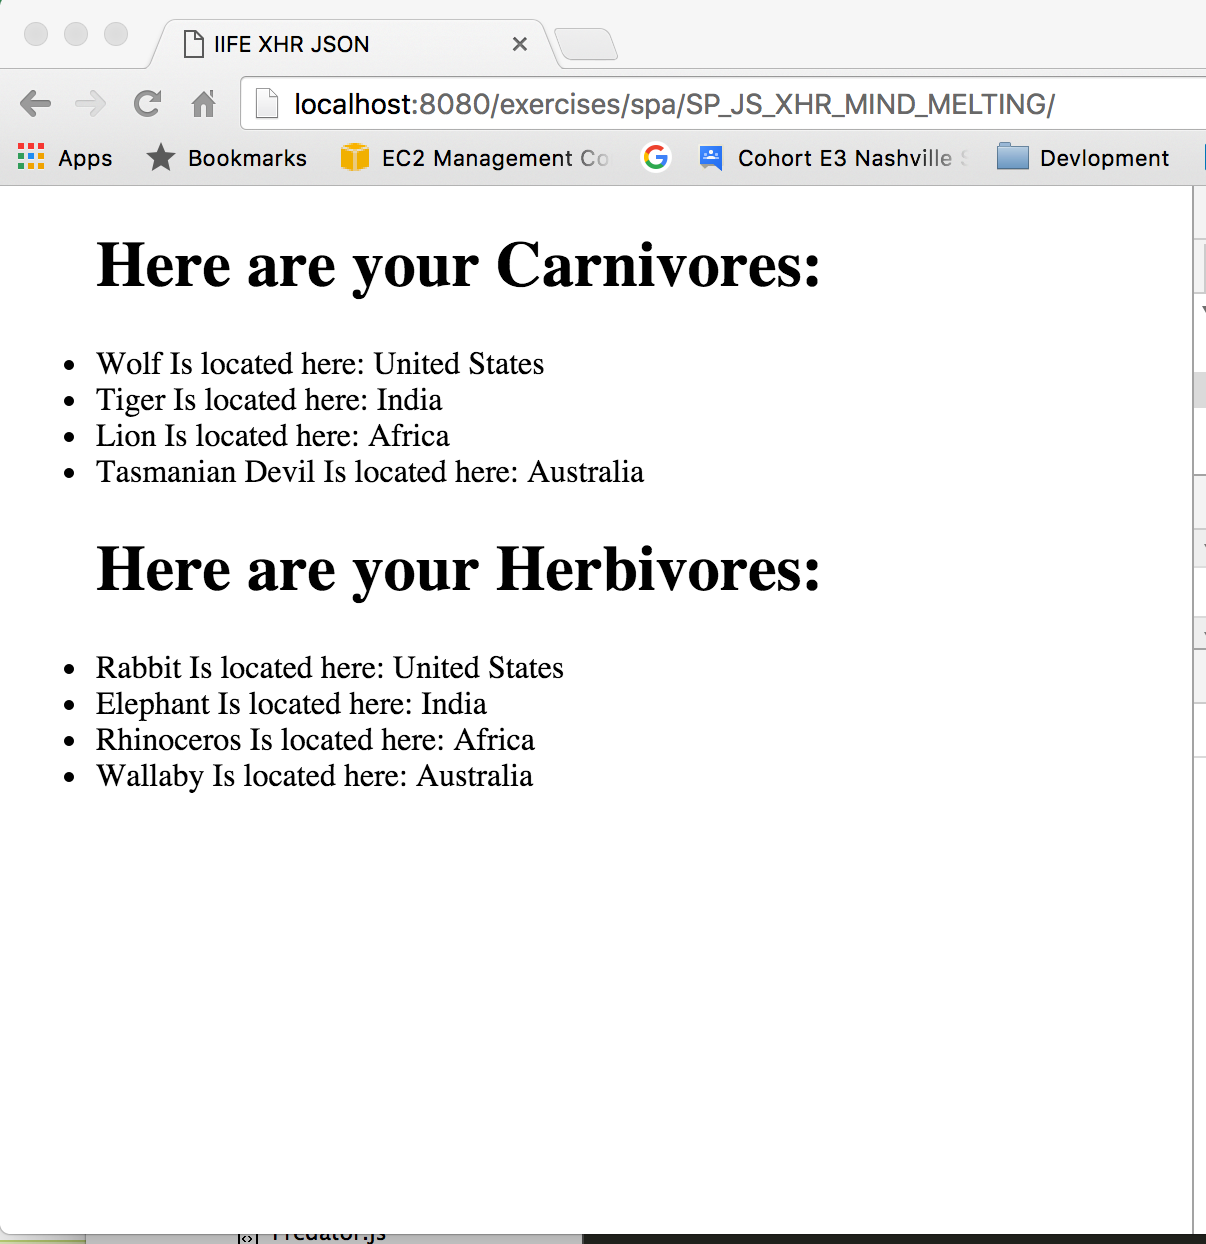 IIFE XHR JSON
localhost:8080/exercises/spa/SP_JS_XHR_MIND_MELTING/
Apps Bookmarks EC2 Management Co Cohort E3 Nashville Devlopment
Here are your Carnivores:
• Wolf Is located here: United States
• Tiger Is located here: India
• Lion Is located here: Africa
• Tasmanian Devil Is located here: Australia
Here are your Herbivores:
• Rabbit Is located here: United States
• Elephant Is located here: India
• Rhinoceros Is located here: Africa
• Wallaby Is located here: Australia
Predator.js